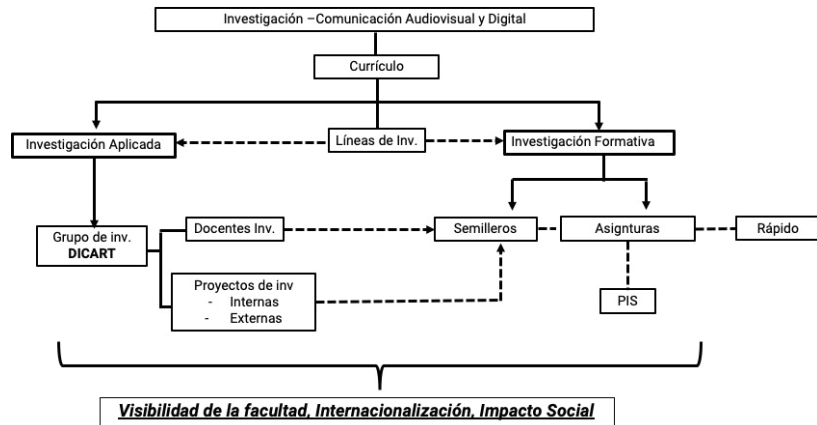 Investigación –Comunicación Audiovisual y Digital
Currículo
Investigación Aplicada
Líneas de Inv.
Investigación Formativa
Grupo de inv.
DICART
Docentes Inv.
Semilleros
Asignturas
Rápido
Proyectos de inv
- Internas
- Externas
PIS
Visibilidad de la facultad, Internacionalización, Impacto Social